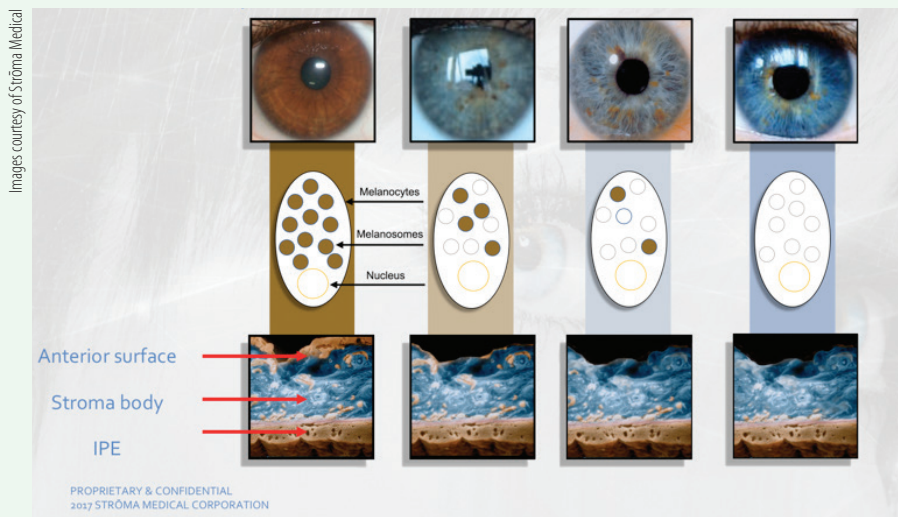 Images courtesy of Strōma Medical
Melanocytes
Melanosomes
Nucleus
Anterior surface
Stroma body
IPE
PROPRIETARY & CONFIDENTIAL
2017 STRŌMA MEDICAL CORPORATION